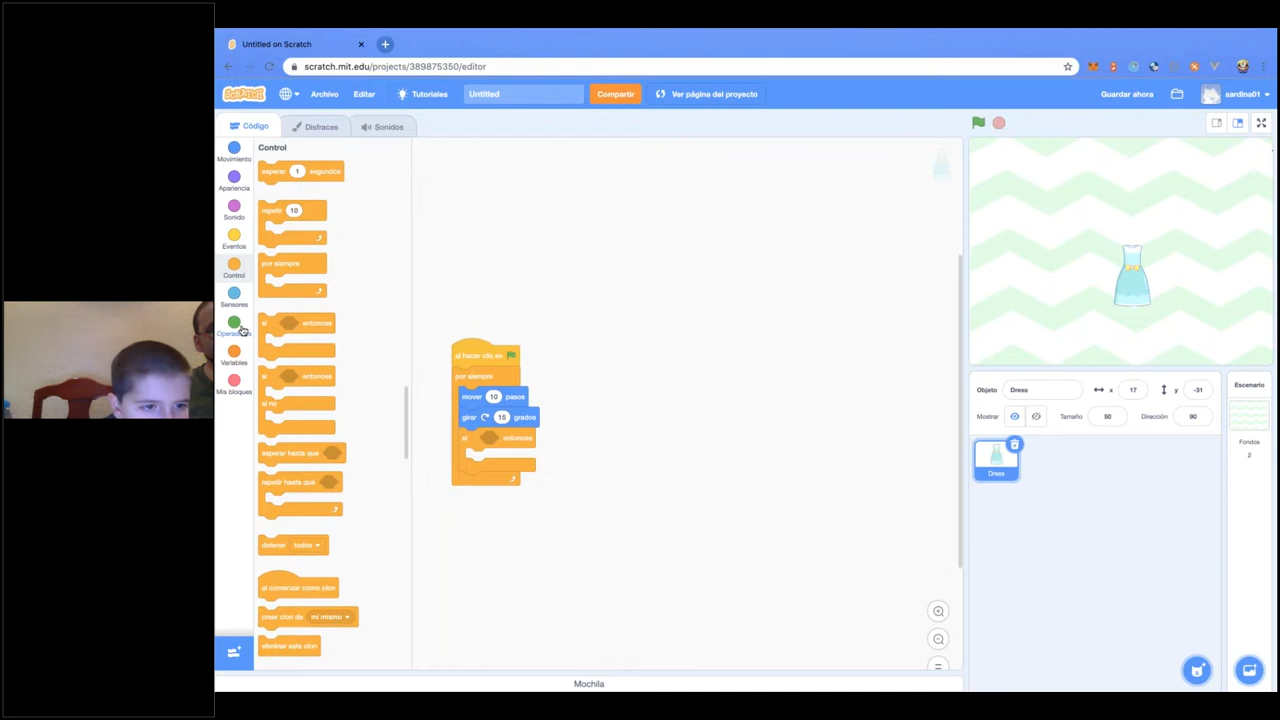 Untitled on Scratch
scratch.mit.edu/projects/389875350/editor
SCRATCH
Archivo
Editar
Tutoriales
Untitled
Compartir
Ver página del proyecto
Guardar ahora
sardina01
Código
Disfraces
Sonidos
Movimiento
Apariencia
Sonido
Eventos
Control
Sensores
Variables
Mis bloques
Control
esperar 1 segundos
repetir 10
por siempre
si entonces
si entonces
si no
esperar hasta que
repetir hasta que
detener todos
al comenzar como clon
crear clon de mí mismo
eliminar este clon
al hacer clic en
por siempre
mover 10 pasos
girar 15 grados
si entonces
Objeto
Dress
x
17
y
-31
Mostrar
Tamaño
50
Dirección
90
Dress
Escenario
Fondos
2
Mochila